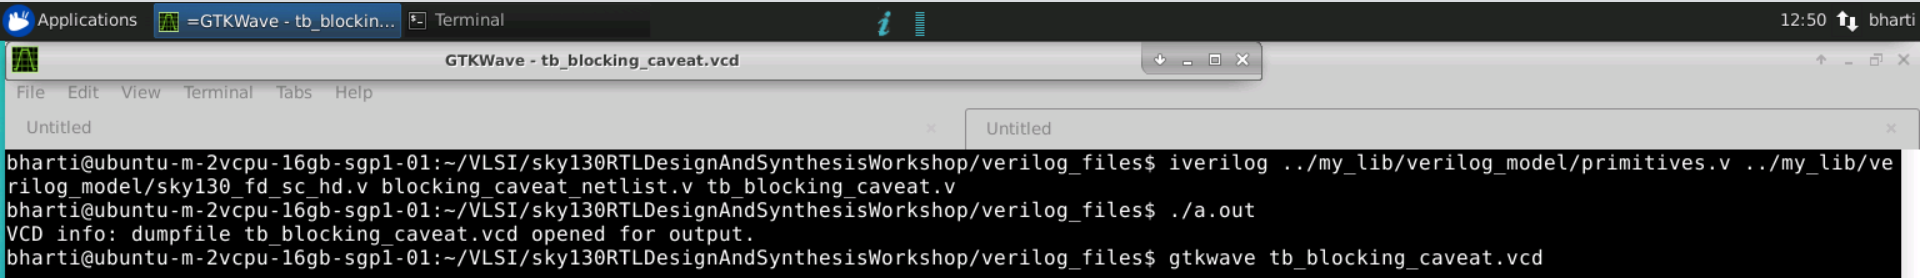 Applications =GTKWave - tb_blockin... Terminal 12:50 bharti
GTKWave - tb_blocking_caveat.vcd
File Edit View Terminal Tabs Help
Untitled Untitled
bharti@ubuntu-m-2vcpu-16gb-sgp1-01:~/VLSI/sky130RTLDesignAndSynthesisWorkshop/verilog_files$ iverilog ../my_lib/verilog_model/primitives.v ../my_lib/ve
rilog_model/sky130_fd_sc_hd.v blocking_caveat_netlist.v tb_blocking_caveat.v
bharti@ubuntu-m-2vcpu-16gb-sgp1-01:~/VLSI/sky130RTLDesignAndSynthesisWorkshop/verilog_files$ ./a.out
VCD info: dumpfile tb_blocking_caveat.vcd opened for output.
bharti@ubuntu-m-2vcpu-16gb-sgp1-01:~/VLSI/sky130RTLDesignAndSynthesisWorkshop/verilog_files$ gtkwave tb_blocking_caveat.vcd